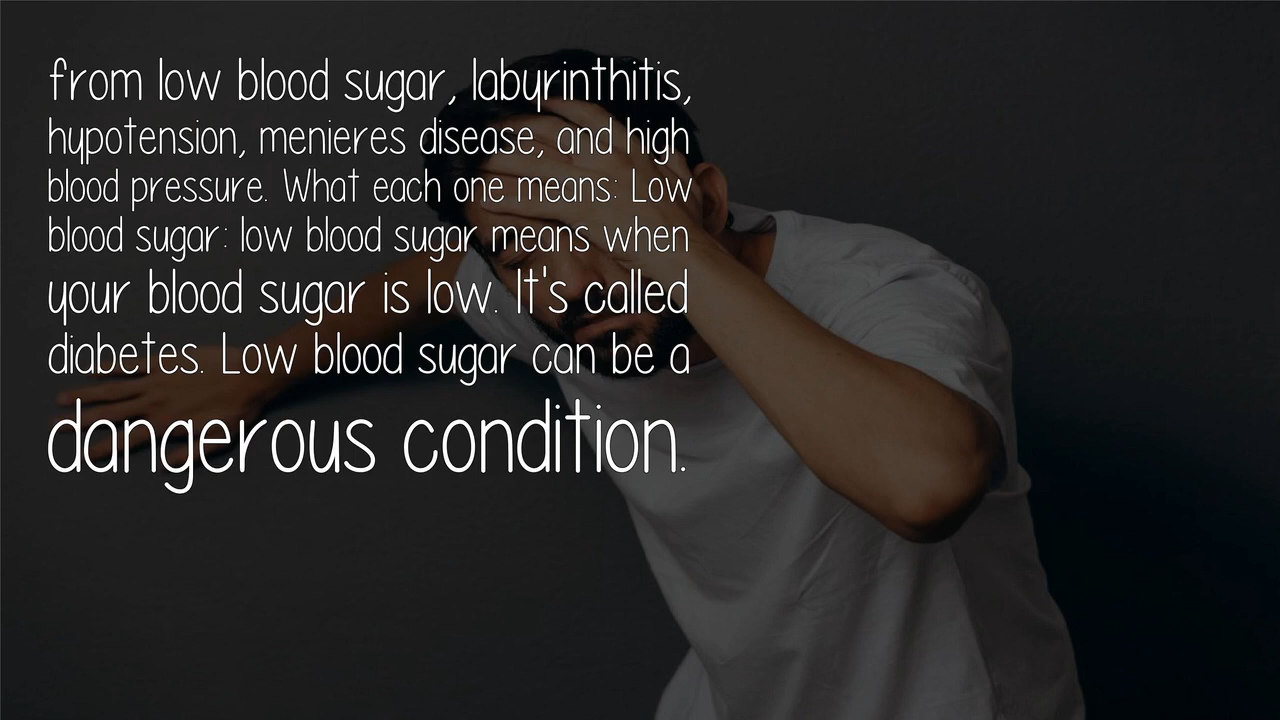 from low blood sugar, labyrinthitis,
hypotension, menieres disease, and high
blood pressure. What each one means: Low
blood sugar: low blood sugar means when
your blood sugar is low. It's called
diabetes. Low blood sugar can be a
dangerous condition.